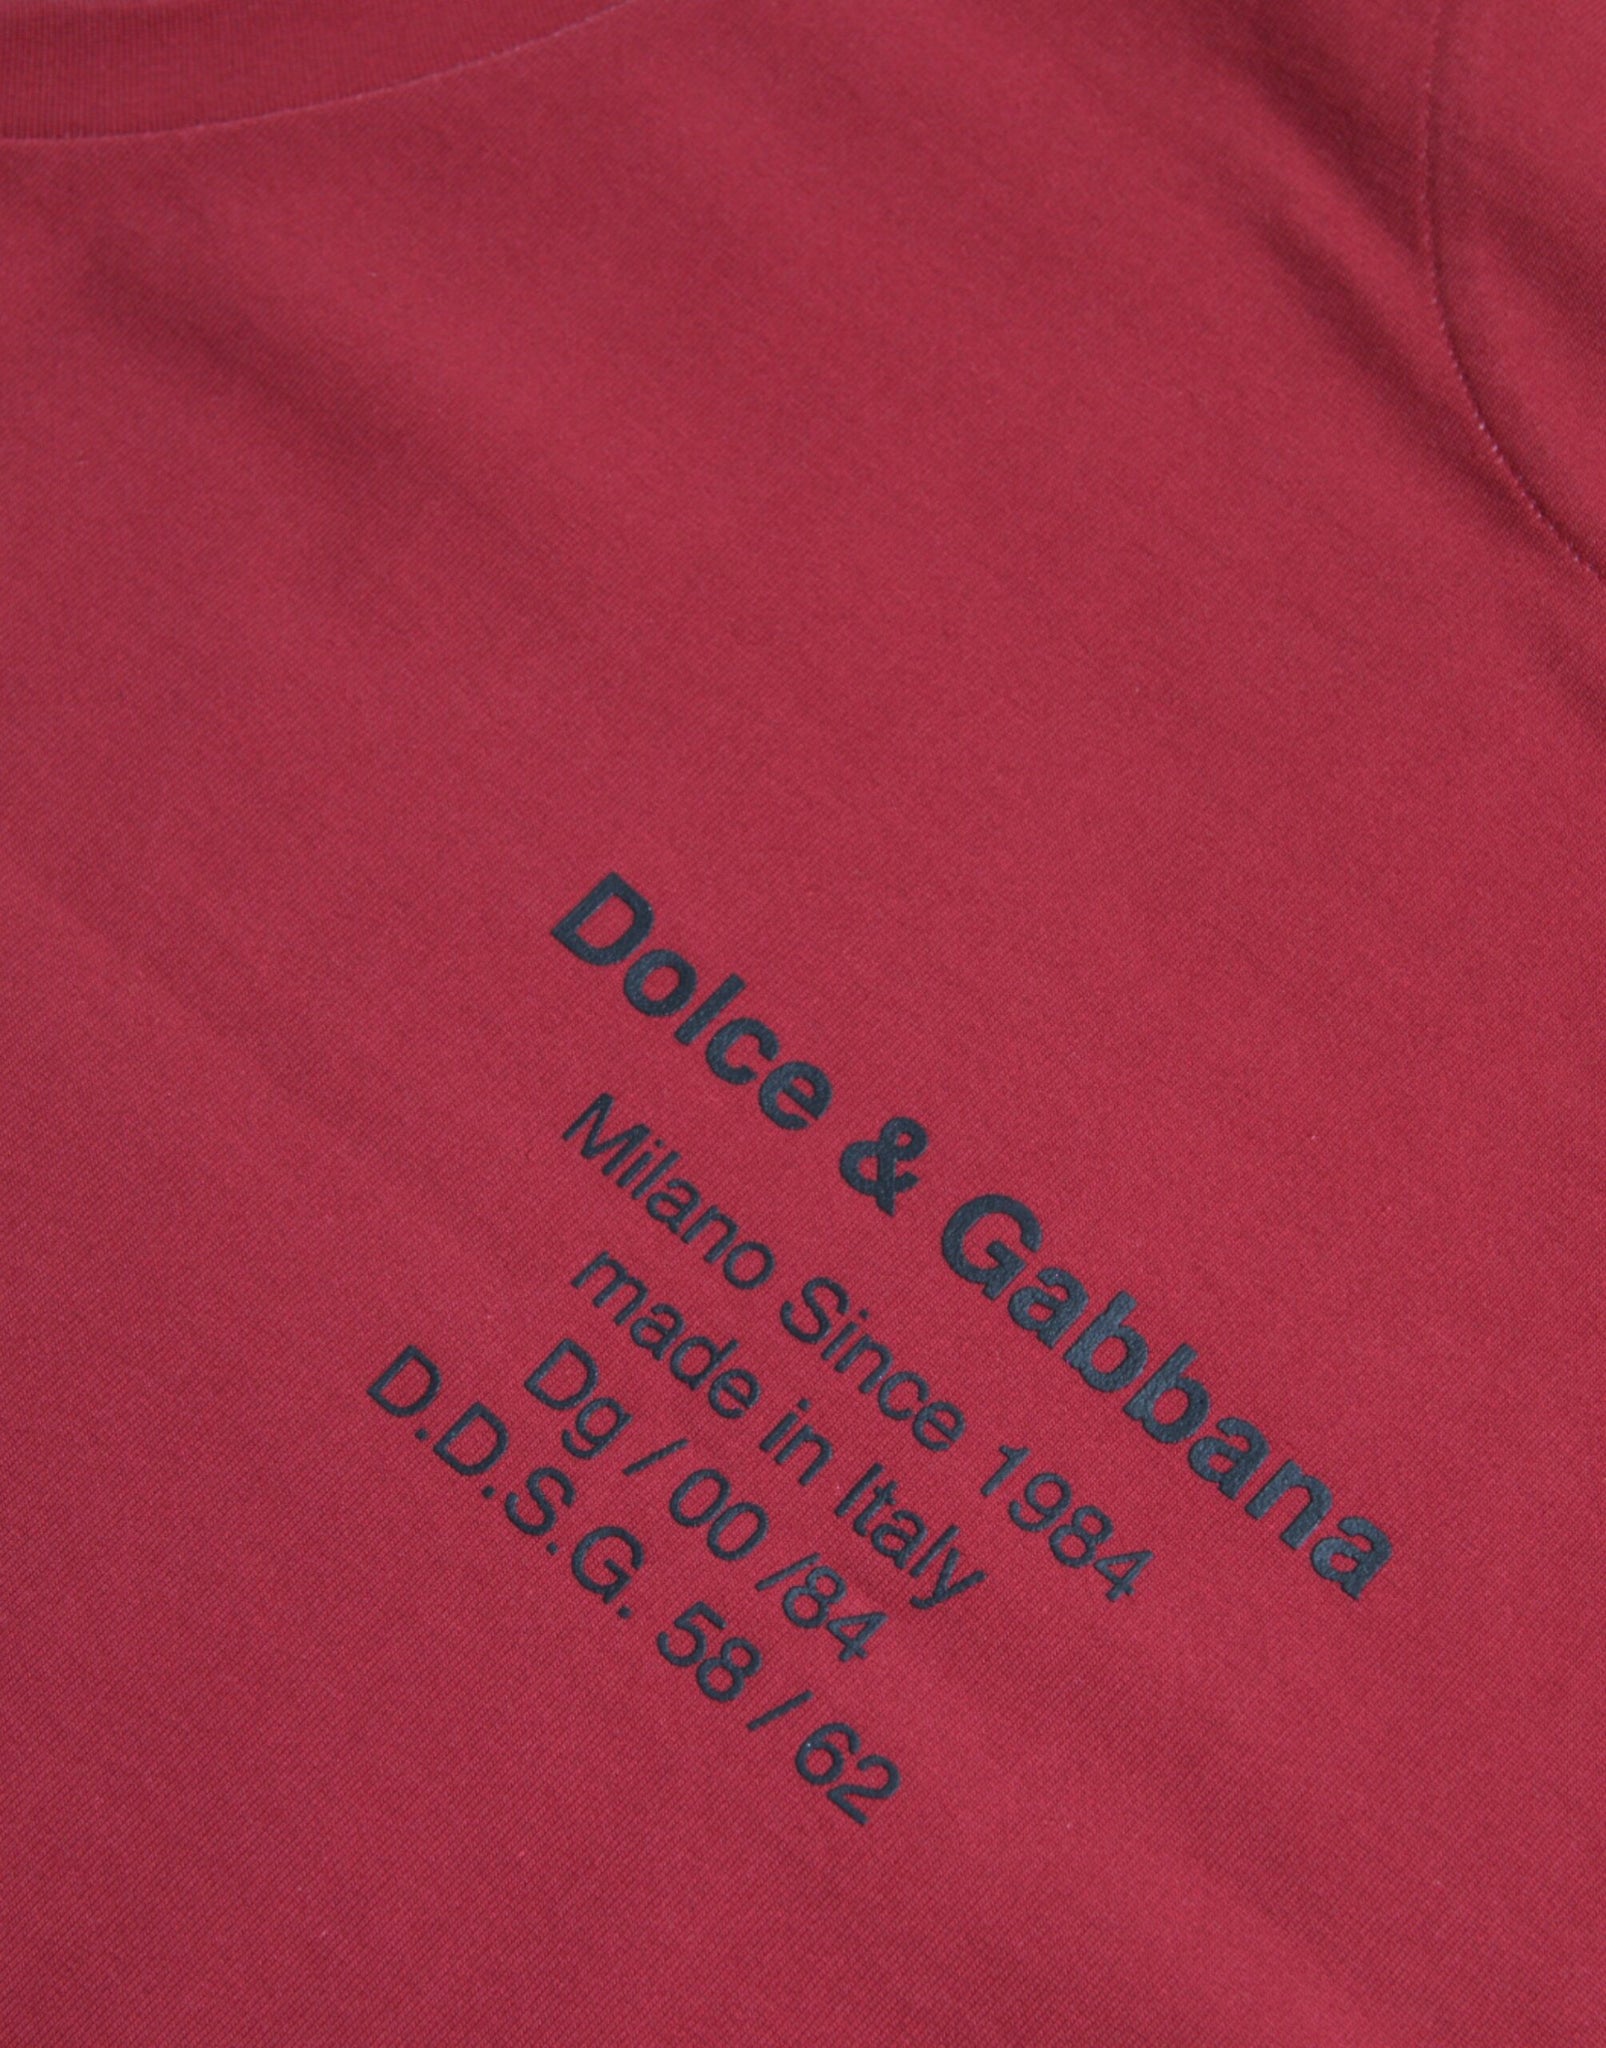 Dolce & Gabbana
Milano Since 1984
made in Italy
Dg / 00 /84
D.D.S.G. 58 / 62